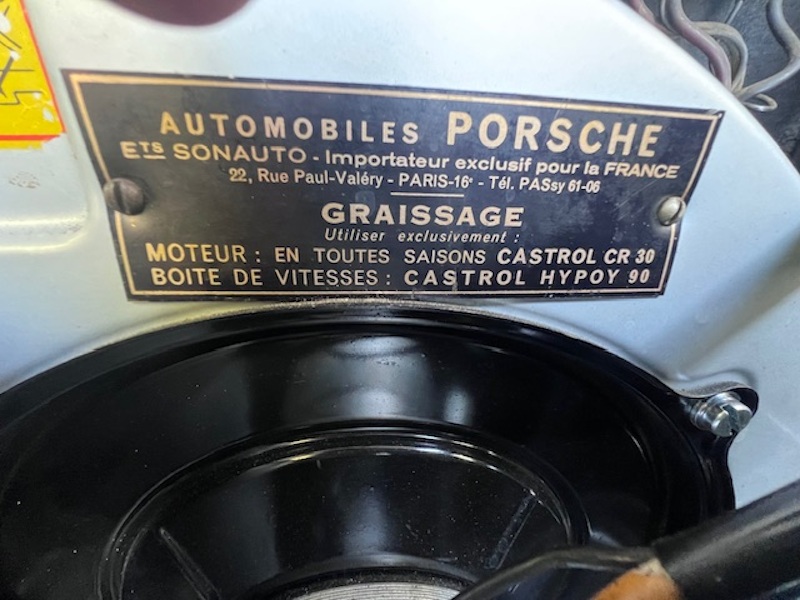 AUTOMOBILES PORSCHE
ETS SONAUTO - Importateur exclusif pour la FRANCE
22, Rue Paul-Valéry - PARIS-16e - Tél. PASsy 61-06
GRAISSAGE
Utiliser exclusivement :
MOTEUR : EN TOUTES SAISONS CASTROL CR 30
BOITE DE VITESSES : CASTROL HYPOY 90